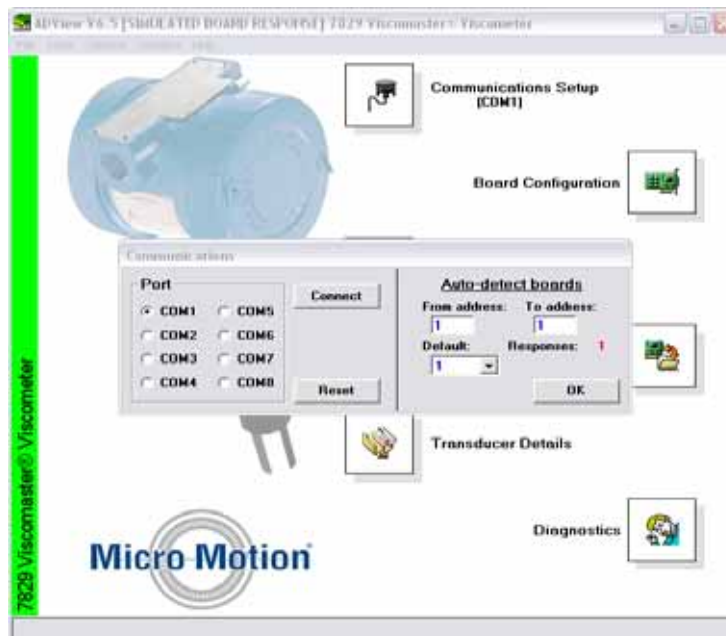 ADView V6.5 [SIMULATED BOARD RESPONSE] 7829 Viscomaster® Viscometer
Communications Setup
[COM1]
Board Configuration
Communications
Port
COM1 COM5
COM2 COM6
COM3 COM7
COM4 COM8
Connect
Reset
Auto-detect boards
From address: To address:
1 1
Default: Responses: 1
1
OK
Transducer Details
Diagnostics
Micro Motion®
7829 Viscomaster® Viscometer